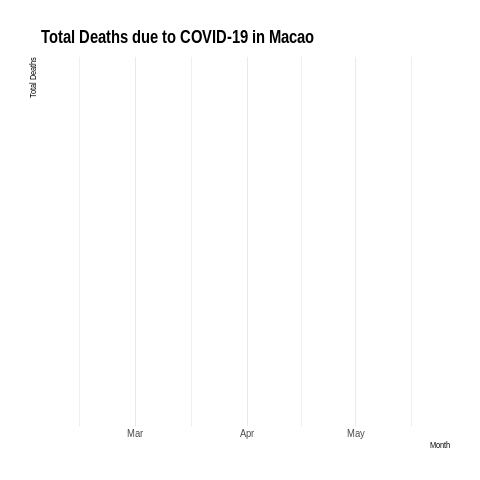 Total Deaths due to COVID-19 in Macao
Total Deaths
Mar Apr May
Month